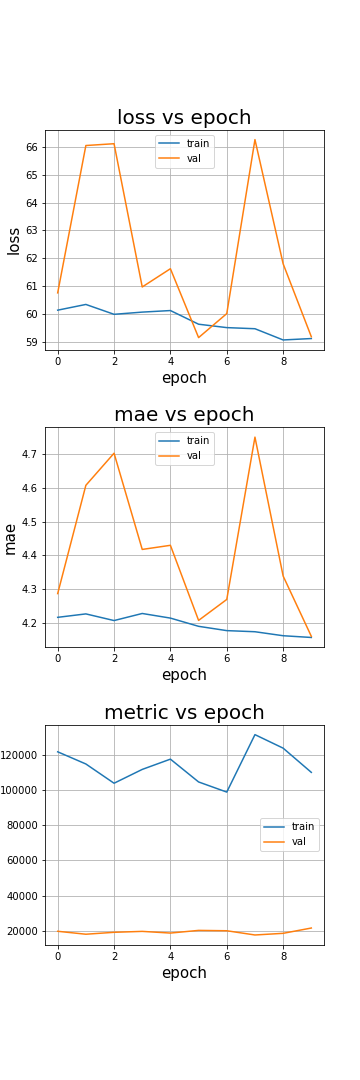 loss vs epoch
66
65
64
63
62
61
60
59
loss
train
val
0
2
4
6
8
epoch
mae vs epoch
4.7
4.6
4.5
4.4
4.3
4.2
mae
train
val
0
2
4
6
8
epoch
metric vs epoch
120000
100000
80000
60000
40000
20000
train
val
0
2
4
6
8
epoch